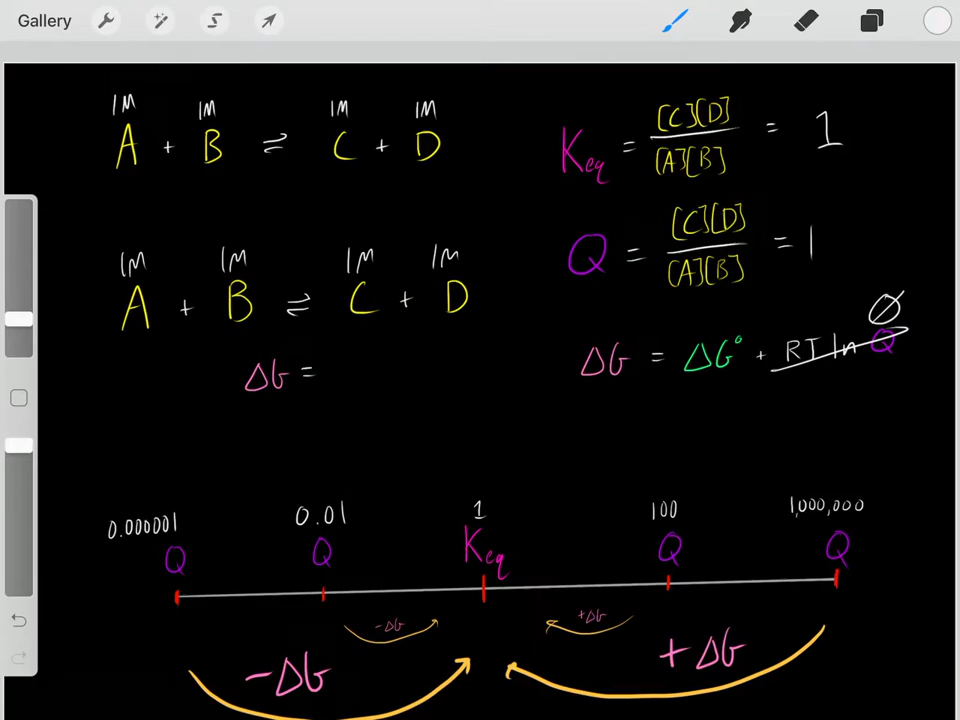 Gallery
1M 1M 1M 1M
A + B ⇌ C + D
Keq = [C][D] / [A][B] = 1
1M 1M 1M 1M
A + B ⇌ C + D
Q = [C][D] / [A][B] = 1
ΔG =
0
ΔG = ΔG° + RT ln Q
0.000001 0.01 1 100 1,000,000
Q Q Keq Q Q
-ΔG +ΔG
-ΔG +ΔG